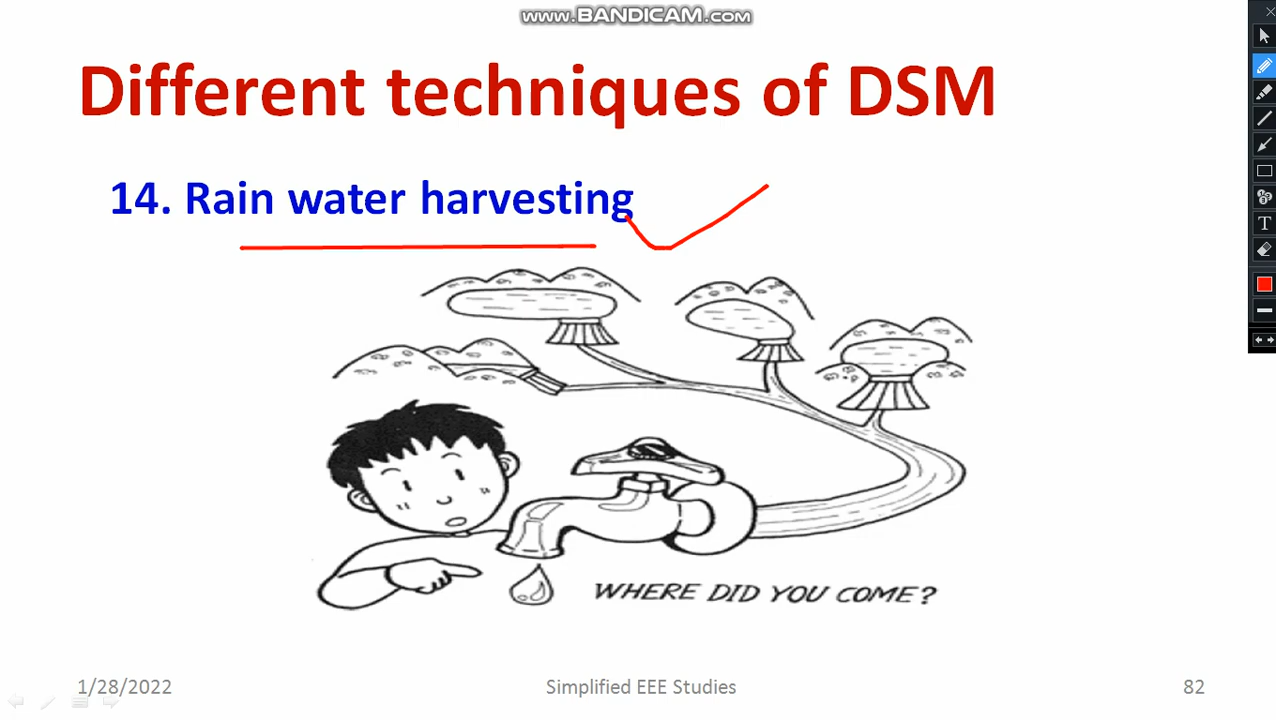 www.BANDICAM.com
Different techniques of DSM
14. Rain water harvesting
WHERE DID YOU COME?
1/28/2022
Simplified EEE Studies
82
T